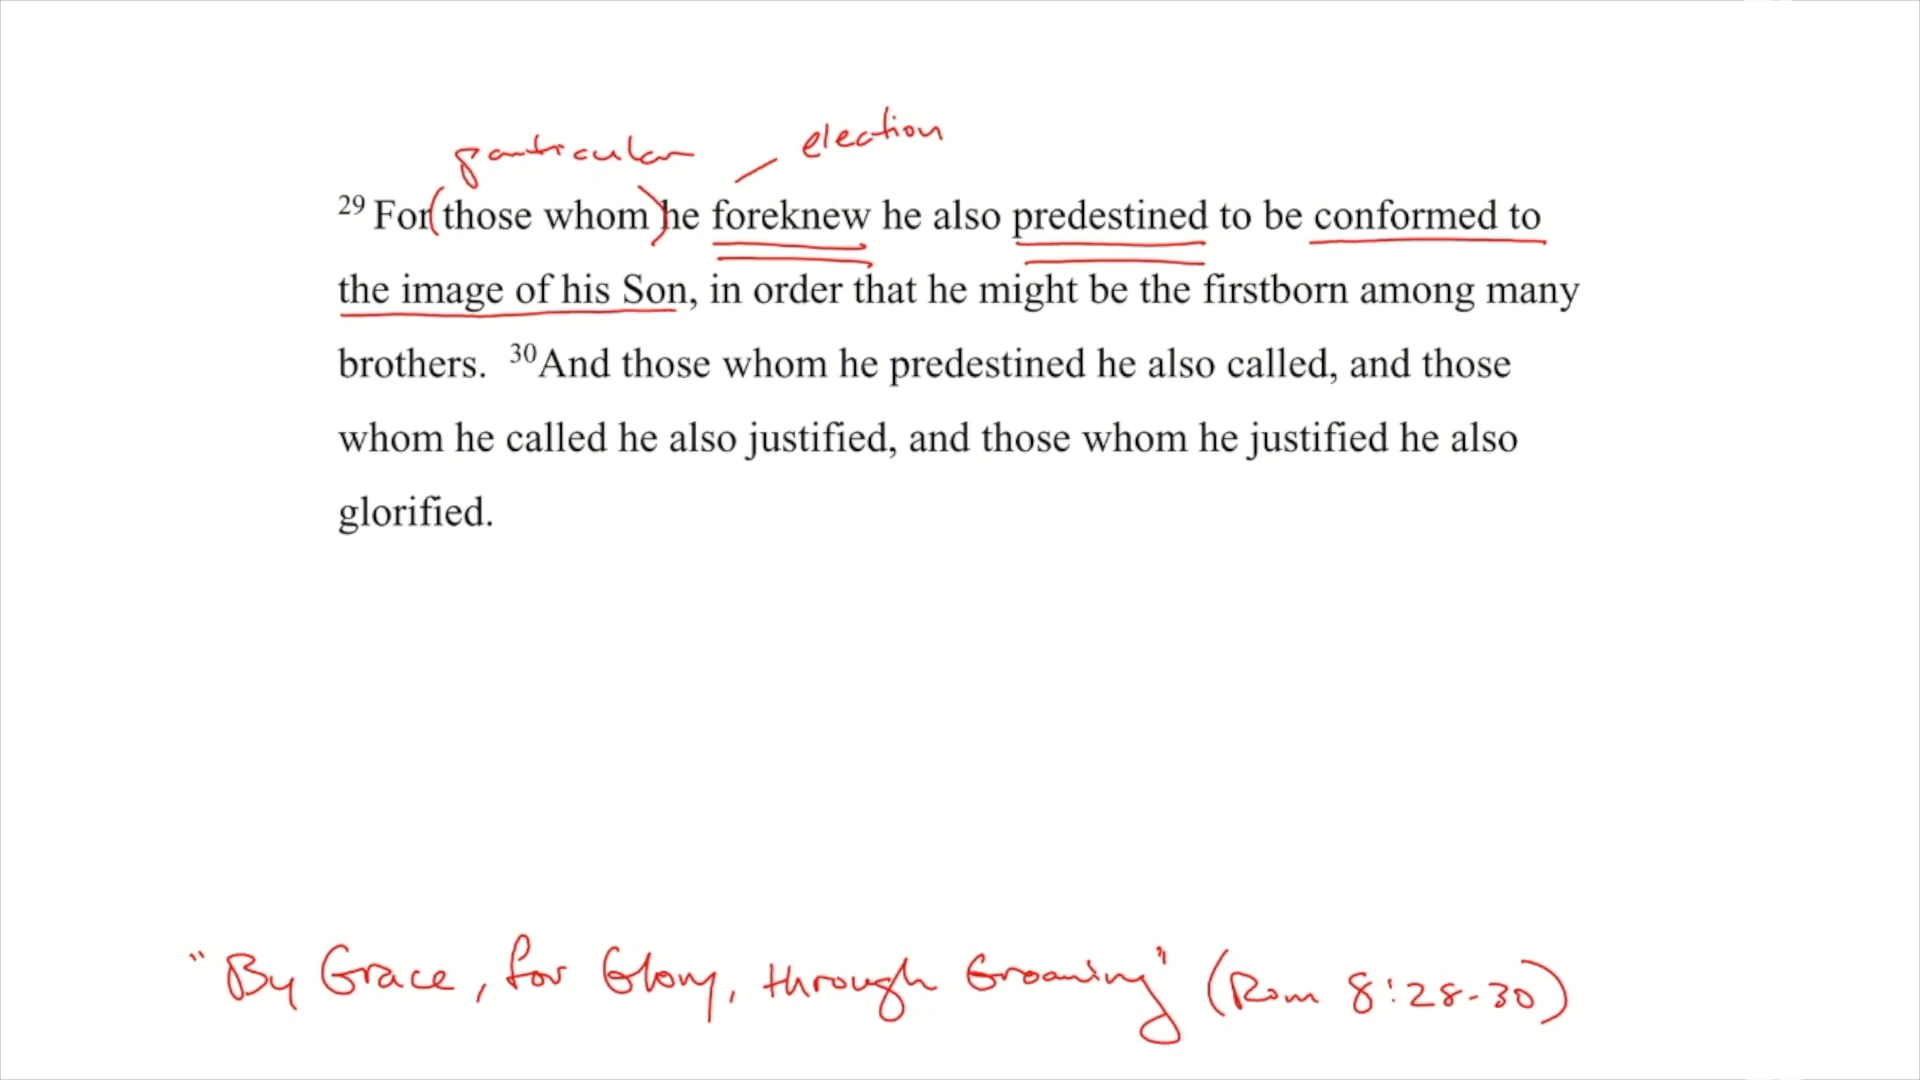 particular
election
29 For (those whom) he foreknew he also predestined to be conformed to
the image of his Son, in order that he might be the firstborn among many
brothers. 30 And those whom he predestined he also called, and those
whom he called he also justified, and those whom he justified he also
glorified.
"By Grace, for Glory, through Groaning" (Rom 8:28-30)